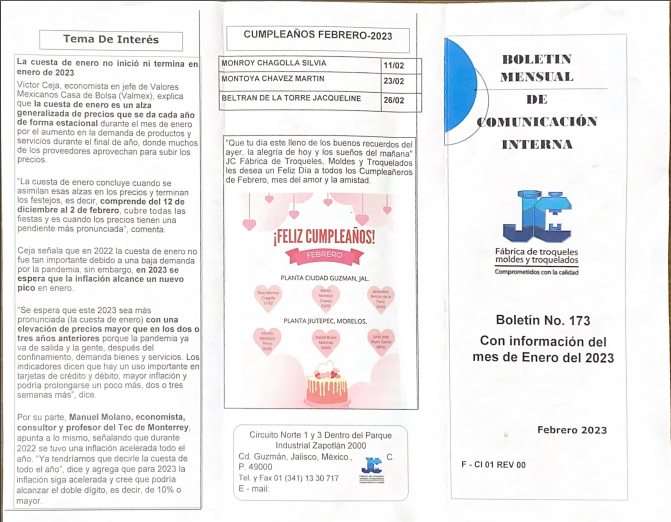 Tema De Interés
La cuesta de enero no inició ni termina en
enero de 2023
Víctor Ceja, economista en jefe de Valores
Mexicanos Casa de Bolsa (Valmex), explica
que la cuesta de enero es un alza
generalizada de precios que se da cada año
de forma estacional durante el mes de enero
por el aumento en la demanda de productos y
servicios durante el final de año, donde muchos
de los proveedores aprovechan para subir los
precios.
"La cuesta de enero concluye cuando se
asimilan esas alzas en los precios y terminan
los festejos, es decir, comprende del 12 de
diciembre al 2 de febrero, cubre todas las
fiestas y es cuando los precios tienen una
pendiente más pronunciada", comenta.
Ceja señala que en 2022 la cuesta de enero no
fue tan importante debido a una baja demanda
por la pandemia, sin embargo, en 2023 se
espera que la inflación alcance un nuevo
pico en enero.
"Se espera que este 2023 sea más
pronunciada (la cuesta de enero) con una
elevación de precios mayor que en los dos o
tres años anteriores porque la pandemia ya
va de salida y la gente, después del
confinamiento, demanda bienes y servicios. Los
indicadores dicen que hay un uso importante en
tarjetas de crédito y débito, mayor inflación y
podría prolongarse un poco más, dos o tres
semanas más", dice.
Por su parte, Manuel Molano, economista,
consultor y profesor del Tec de Monterrey,
apunta a lo mismo, señalando que durante
2022 se tuvo una inflación acelerada todo el
año. "Ya tendríamos que decirle la cuesta de
todo el año", dice y agrega que para 2023 la
inflación siga acelerada y cree que podría
alcanzar el doble dígito, es decir, de 10% o
mayor.
CUMPLEAÑOS FEBRERO-2023
MONROY CHAGOLLA SILVIA 11/02
MONTOYA CHAVEZ MARTIN 23/02
BELTRAN DE LA TORRE JACQUELINE 26/02
"Que tu día este lleno de los buenos recuerdos del
ayer, la alegría de hoy y los sueños del mañana"
JC Fábrica de Troqueles, Moldes y Troquelados
les desea un Feliz Día a todos los Cumpleañeros
de Febrero, mes del amor y la amistad.
¡FELIZ CUMPLEAÑOS!
FEBRERO
PLANTA CIUDAD GUZMAN, JAL.
PLANTA JIUTEPEC, MORELOS.
Circuito Norte 1 y 3 Dentro del Parque
Industrial Zapotlán 2000
Cd. Guzmán, Jalisco, México., C.
P. 49000
Tel. y Fax 01 (341) 13 30 717
E - mail:
BOLETIN
MENSUAL
DE
COMUNICACIÓN
INTERNA
JC
Fábrica de troqueles
moldes y troquelados
Comprometidos con la calidad
Boletín No. 173
Con información del
mes de Enero del 2023
Febrero 2023
F - CI 01 REV 00